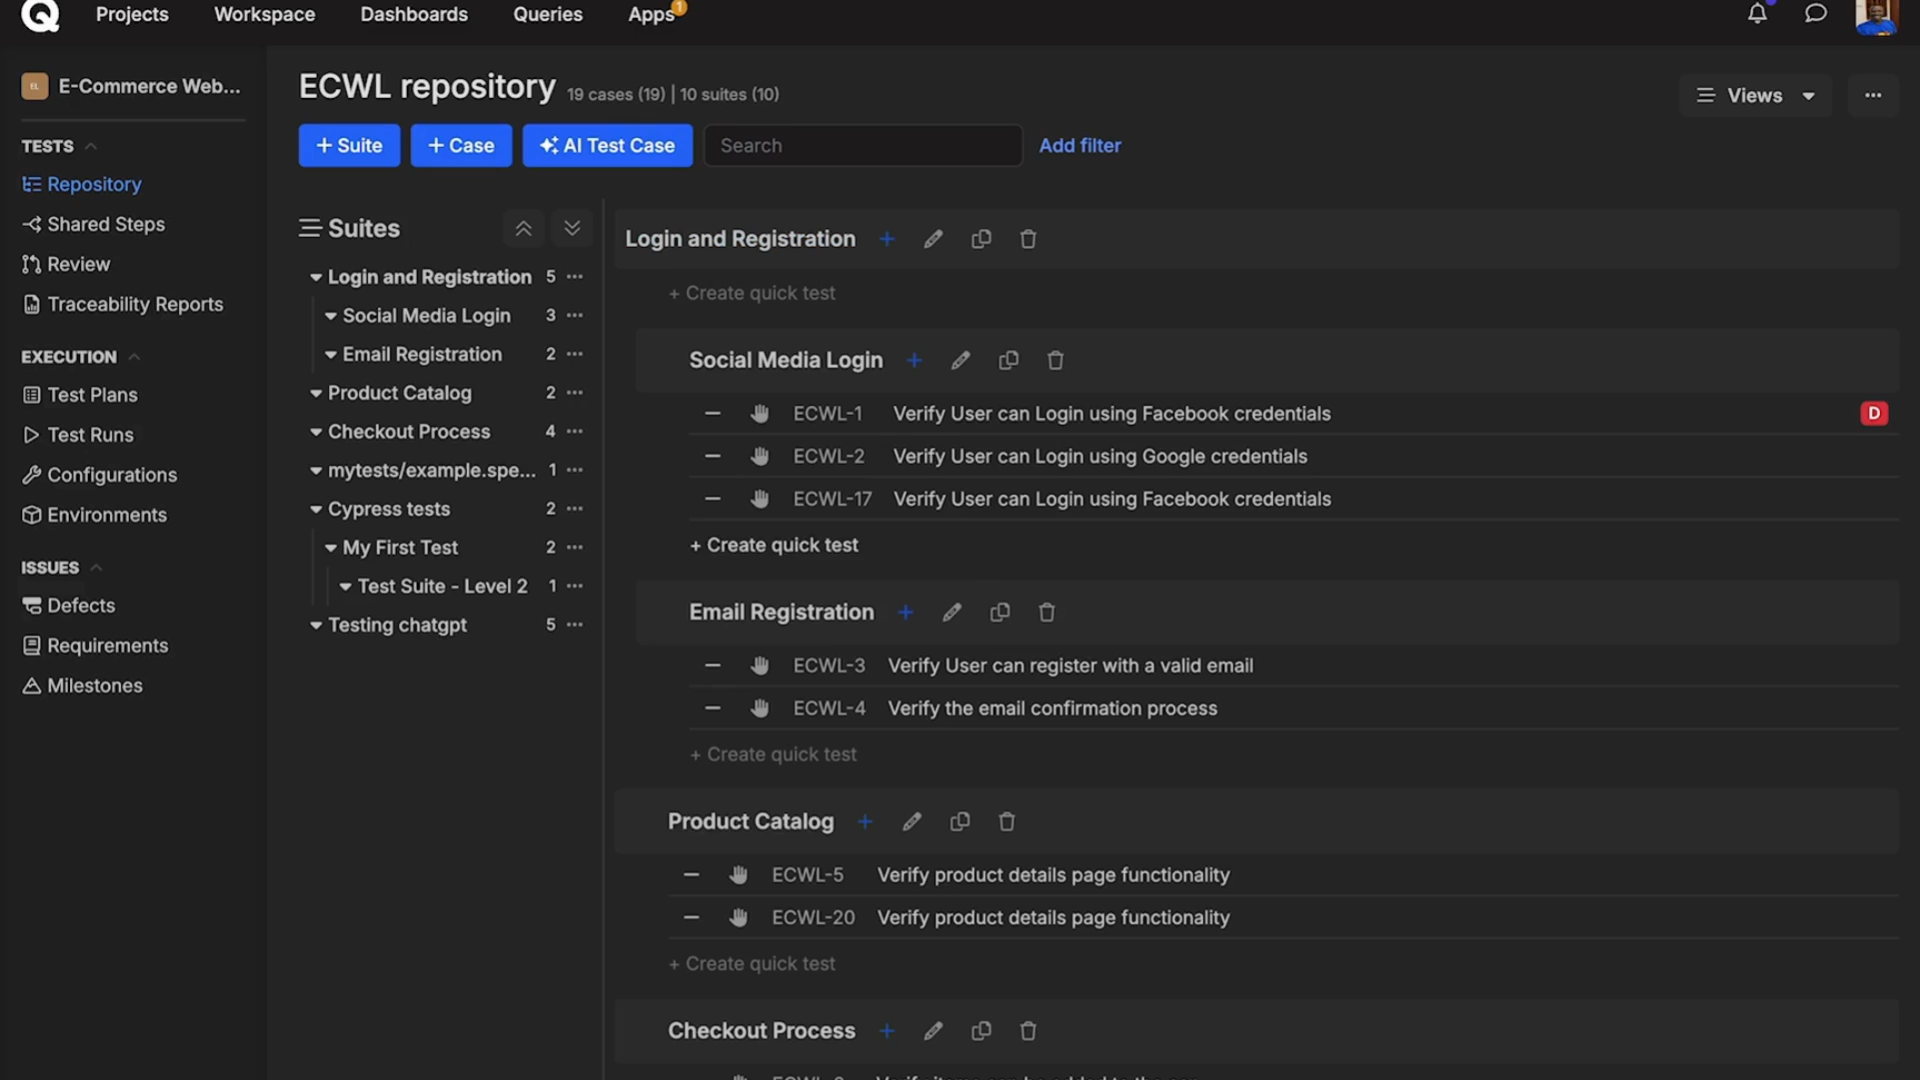 Projects
Workspace
Dashboards
Queries
Apps
1
EL
E-Commerce Web...
TESTS
Repository
Shared Steps
Review
Traceability Reports
EXECUTION
Test Plans
Test Runs
Configurations
Environments
ISSUES
Defects
Requirements
Milestones
ECWL repository 19 cases (19) | 10 suites (10)
Views
+ Suite
+ Case
AI Test Case
Search
Add filter
Suites
Login and Registration 5
Social Media Login 3
Email Registration 2
Product Catalog 2
Checkout Process 4
mytests/example.spe... 1
Cypress tests 2
My First Test 2
Test Suite - Level 2 1
Testing chatgpt 5
Login and Registration
+ Create quick test
Social Media Login
ECWL-1 Verify User can Login using Facebook credentials D
ECWL-2 Verify User can Login using Google credentials
ECWL-17 Verify User can Login using Facebook credentials
+ Create quick test
Email Registration
ECWL-3 Verify User can register with a valid email
ECWL-4 Verify the email confirmation process
+ Create quick test
Product Catalog
ECWL-5 Verify product details page functionality
ECWL-20 Verify product details page functionality
+ Create quick test
Checkout Process